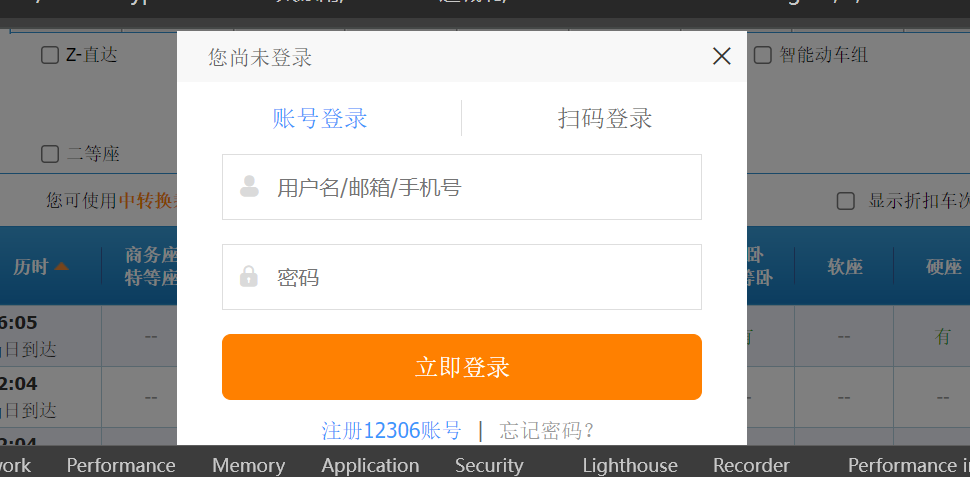 Z-直达
您尚未登录
智能动车组
账号登录
扫码登录
二等座
用户名/邮箱/手机号
您可使用中转换
显示折扣车次
历时
商务座
特等座
密码
卧
等卧
软座
硬座
6:05
日到达
--
有
--
有
立即登录
2:04
日到达
--
--
--
注册12306账号 | 忘记密码?
2:04
work Performance Memory Application Security Lighthouse Recorder Performance in